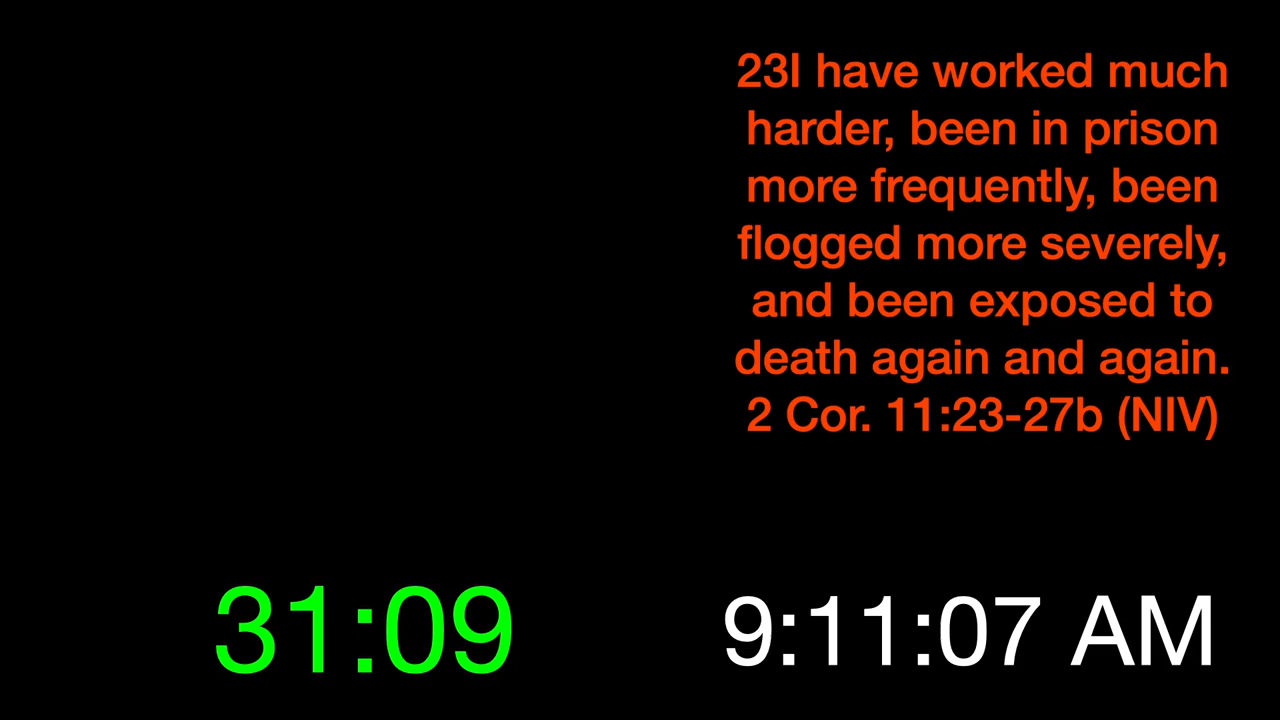 23I have worked much
harder, been in prison
more frequently, been
flogged more severely,
and been exposed to
death again and again.
2 Cor. 11:23-27b (NIV)
31:09
9:11:07 AM